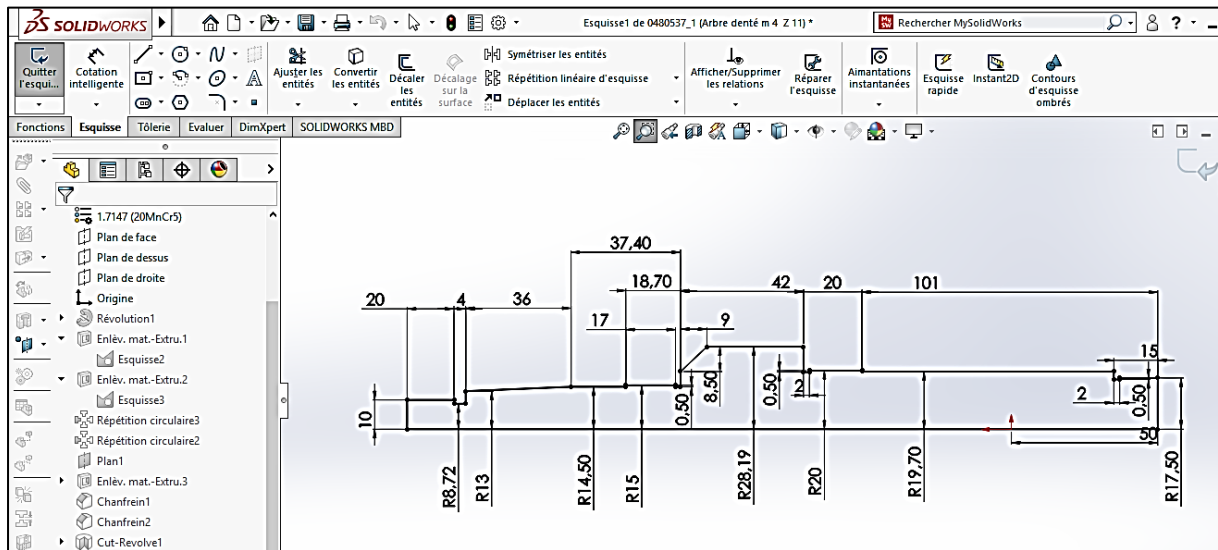 SOLIDWORKS
Esquisse1 de 0480537_1 (Arbre denté m 4 Z 11) *
MySW
Rechercher MySolidWorks
?
Quitter l'esqui...
Cotation intelligente
Ajuster les entités
Convertir les entités
Décaler les entités
Décalage sur la surface
Symétriser les entités
Répétition linéaire d'esquisse
Déplacer les entités
Afficher/Supprimer les relations
Réparer l'esquisse
Aimantations instantanées
Esquisse rapide
Instant2D
Contours d'esquisse ombrés
Fonctions
Esquisse
Tôlerie
Evaluer
DimXpert
SOLIDWORKS MBD
1.7147 (20MnCr5)
Plan de face
Plan de dessus
Plan de droite
Origine
Révolution1
Enlèv. mat.-Extru.1
Esquisse2
Enlèv. mat.-Extru.2
Esquisse3
Répétition circulaire3
Répétition circulaire2
Plan1
Enlèv. mat.-Extru.3
Chanfrein1
Chanfrein2
Cut-Revolve1
37,40
18,70
42
20
101
20
4
36
17
9
15
10
0,50
8,50
0,50
2
2
0,50
50
R8,72
R13
R14,50
R15
R28,19
R20
R19,70
R17,50